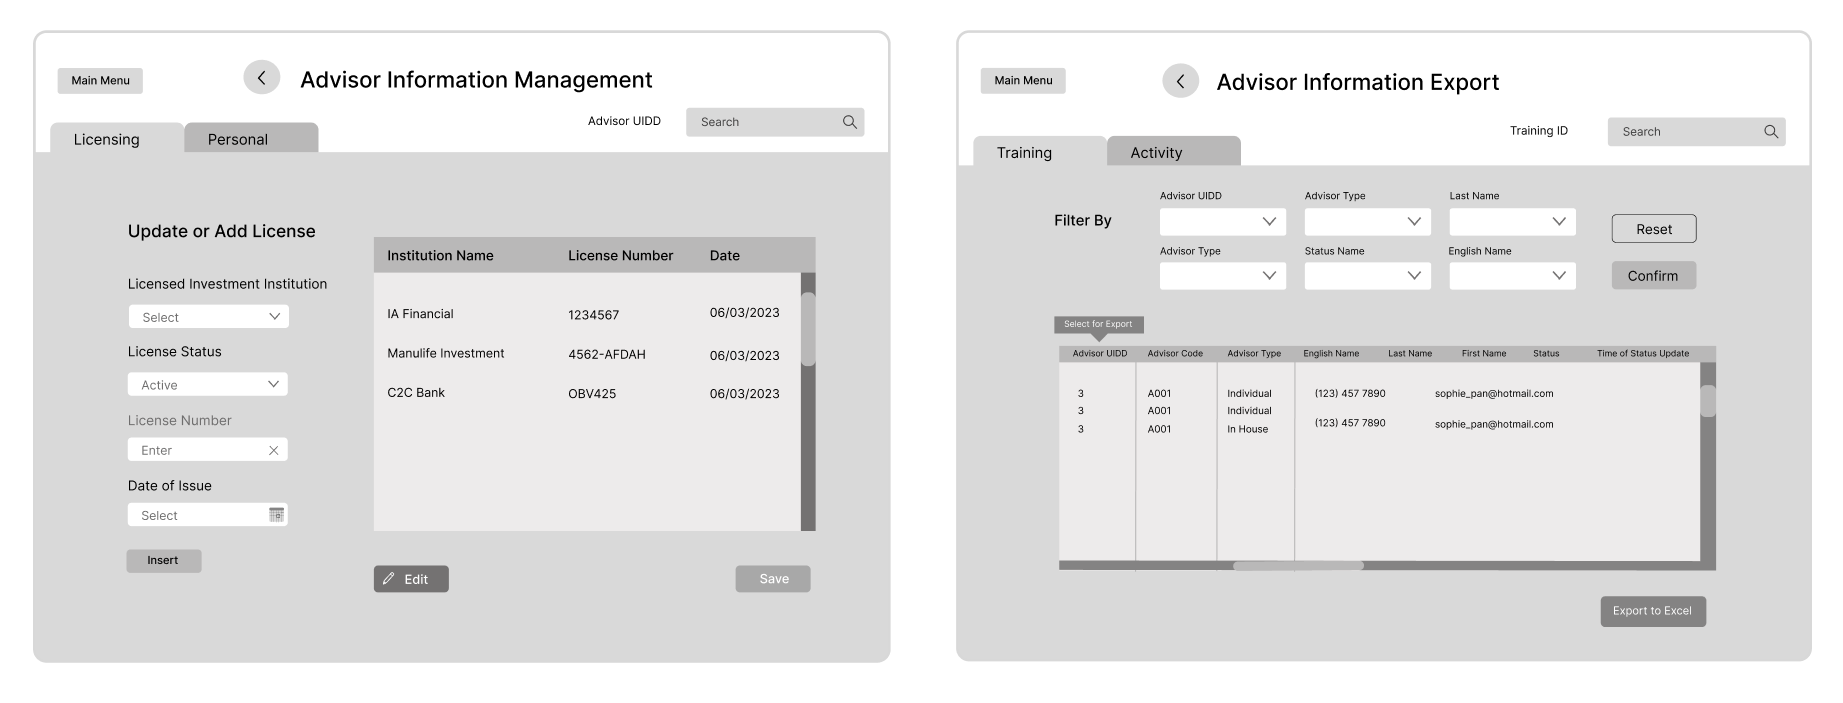 Main Menu
Advisor Information Management
Advisor UIDD
Search
Licensing
Personal
Update or Add License
Licensed Investment Institution
Select
License Status
Active
License Number
Enter
Date of Issue
Select
Insert
Institution Name License Number Date
IA Financial 1234567 06/03/2023
Manulife Investment 4562-AFDAH 06/03/2023
C2C Bank OBV425 06/03/2023
Edit
Save
Main Menu
Advisor Information Export
Training ID
Search
Training
Activity
Filter By
Advisor UIDD Advisor Type Last Name
Advisor Type Status Name English Name
Reset
Confirm
Select for Export
Advisor UIDD Advisor Code Advisor Type English Name Last Name First Name Status Time of Status Update
3 A001 Individual (123) 457 7890 sophie_pan@hotmail.com
3 A001 Individual
3 A001 In House (123) 457 7890 sophie_pan@hotmail.com
Export to Excel